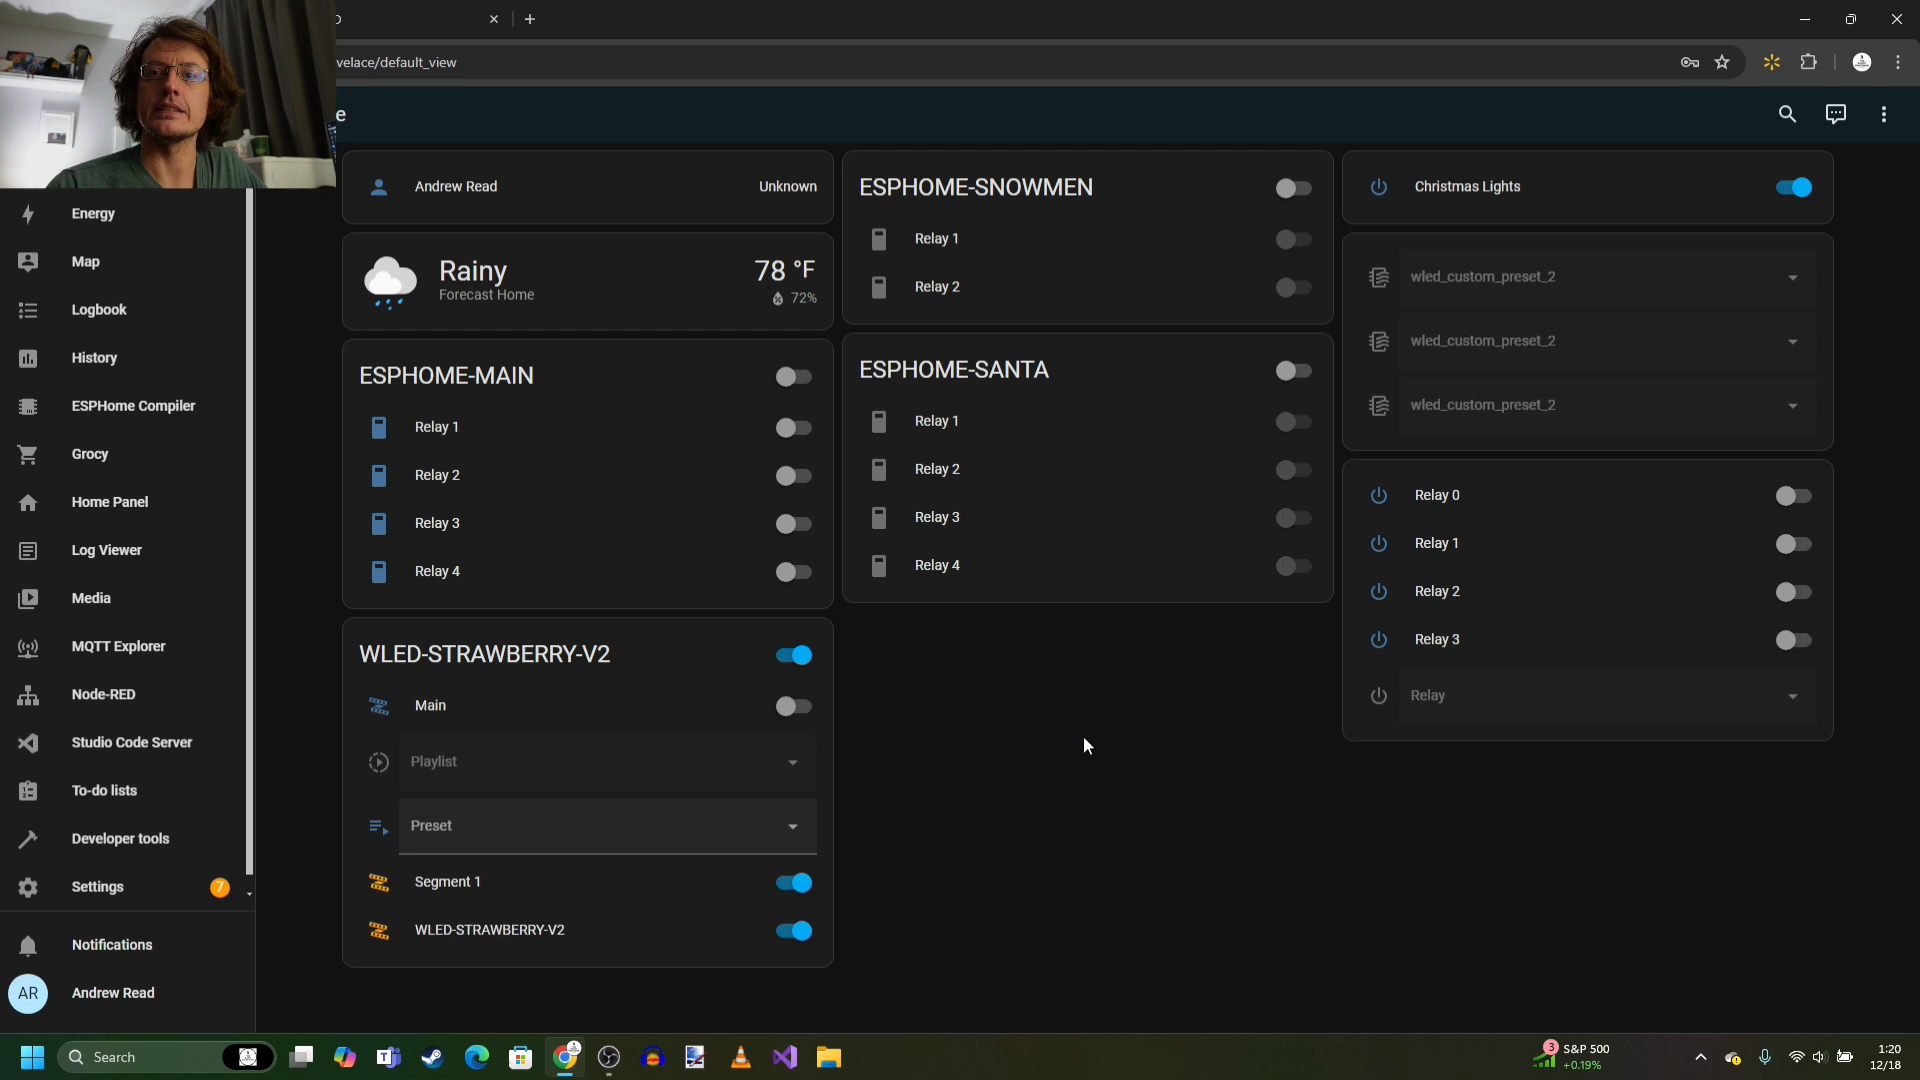 velace/default_view
e
Energy
Map
Logbook
History
ESPHome Compiler
Grocy
Home Panel
Log Viewer
Media
MQTT Explorer
Node-RED
Studio Code Server
To-do lists
Developer tools
Settings
7
Notifications
AR
Andrew Read
Andrew Read
Unknown
Rainy
Forecast Home
78 °F
72%
ESPHOME-MAIN
Relay 1
Relay 2
Relay 3
Relay 4
WLED-STRAWBERRY-V2
Main
Playlist
Preset
Segment 1
WLED-STRAWBERRY-V2
ESPHOME-SNOWMEN
Relay 1
Relay 2
ESPHOME-SANTA
Relay 1
Relay 2
Relay 3
Relay 4
Christmas Lights
wled_custom_preset_2
wled_custom_preset_2
wled_custom_preset_2
Relay 0
Relay 1
Relay 2
Relay 3
Relay
Search
3
S&P 500
+0.19%
1:20
12/18